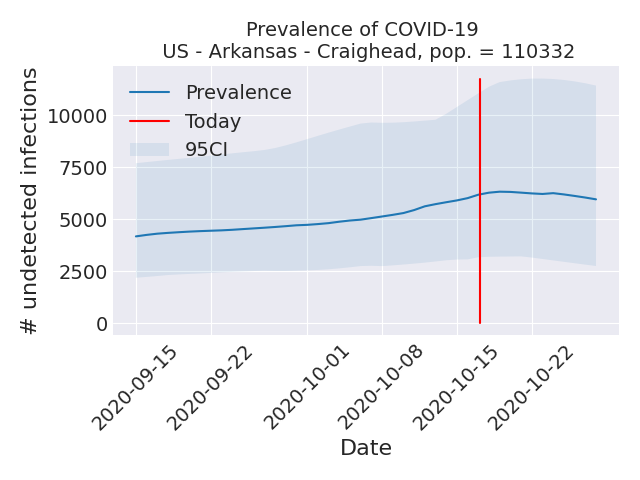 Prevalence of COVID-19
US - Arkansas - Craighead, pop. = 110332
# undetected infections
10000
7500
5000
2500
0
Prevalence
Today
95CI
2020-09-15
2020-09-22
2020-10-01
2020-10-08
2020-10-15
2020-10-22
Date